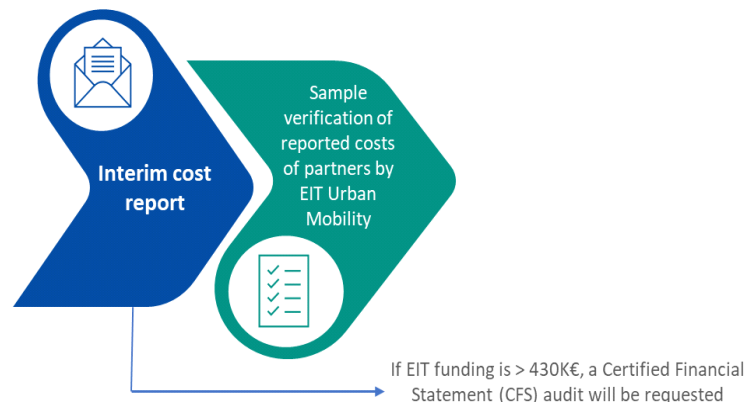 Interim cost
report
Sample
verification of
reported costs
of partners by
EIT Urban
Mobility
If EIT funding is > 430K€, a Certified Financial
Statement (CFS) audit will be requested